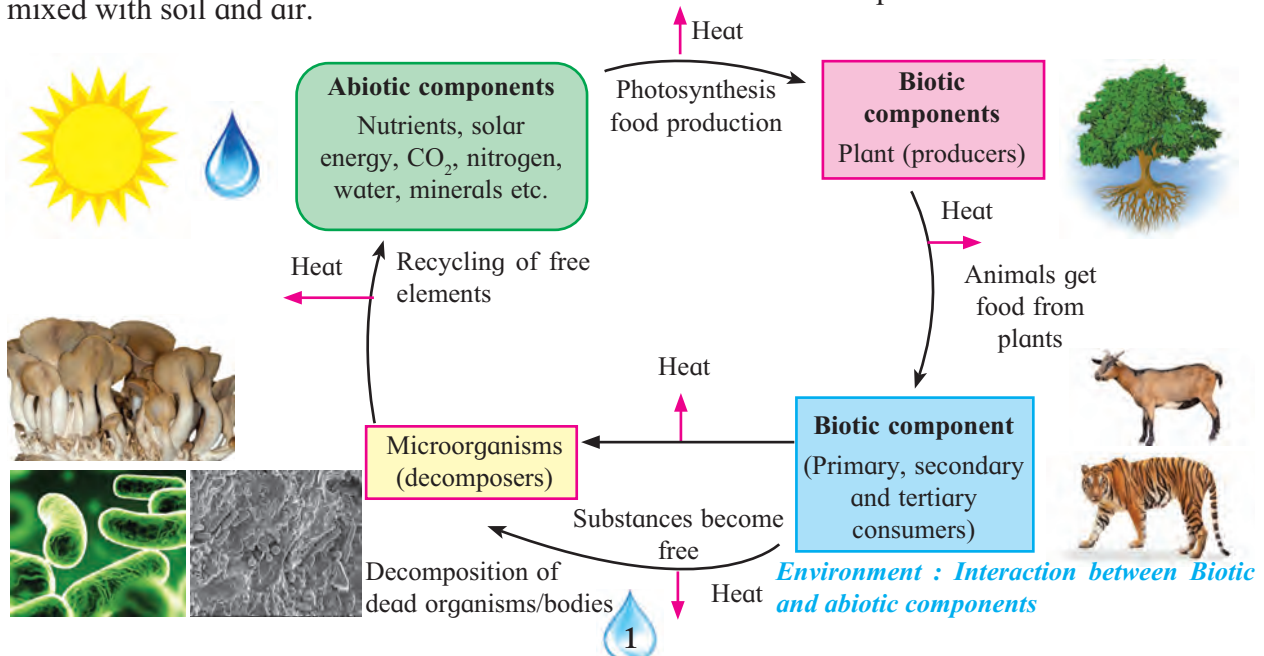 mixed with soil and air.
Heat
Abiotic components
Nutrients, solar
energy, CO₂, nitrogen,
water, minerals etc.
Photosynthesis
food production
Biotic
components
Plant (producers)
Heat
Animals get
food from
plants
Heat
Recycling of free
elements
Heat
Biotic component
(Primary, secondary
and tertiary
consumers)
Microorganisms
(decomposers)
Substances become
free
Decomposition of
dead organisms/bodies
Heat
Environment : Interaction between Biotic
and abiotic components
1